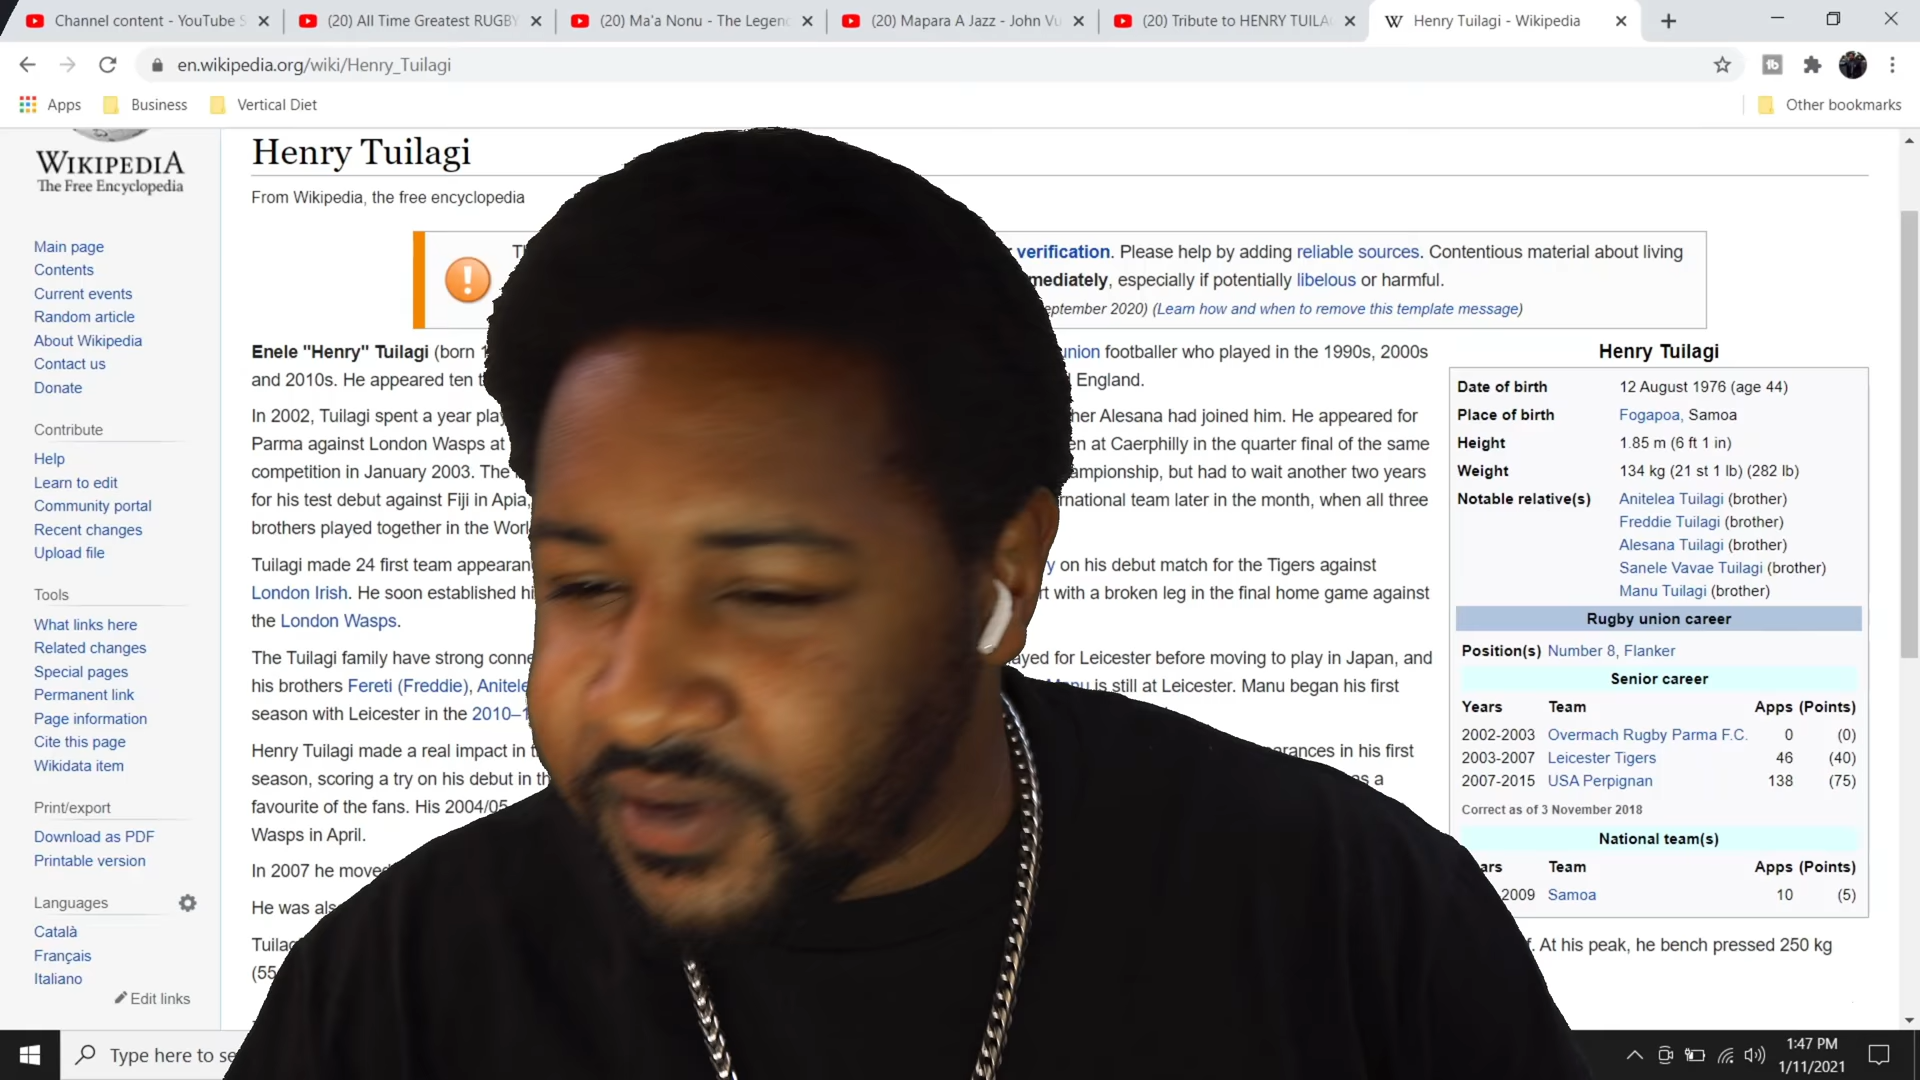 Channel content - YouTube S
(20) All Time Greatest RUGBY
(20) Ma'a Nonu - The Legen
(20) Mapara A Jazz - John Vu
(20) Tribute to HENRY TUILA
Henry Tuilagi - Wikipedia
en.wikipedia.org/wiki/Henry_Tuilagi
Apps Business Vertical Diet Other bookmarks
WIKIPEDIA
The Free Encyclopedia
Main page
Contents
Current events
Random article
About Wikipedia
Contact us
Donate
Contribute
Help
Learn to edit
Community portal
Recent changes
Upload file
Tools
What links here
Related changes
Special pages
Permanent link
Page information
Cite this page
Wikidata item
Print/export
Download as PDF
Printable version
Languages
Català
Français
Italiano
Edit links
Henry Tuilagi
From Wikipedia, the free encyclopedia
verification. Please help by adding reliable sources. Contentious material about living
mediately, especially if potentially libelous or harmful.
eptember 2020) (Learn how and when to remove this template message)
Enele "Henry" Tuilagi (born 1 union footballer who played in the 1990s, 2000s
and 2010s. He appeared ten t England.
In 2002, Tuilagi spent a year play her Alesana had joined him. He appeared for
Parma against London Wasps at en at Caerphilly in the quarter final of the same
competition in January 2003. The ampionship, but had to wait another two years
for his test debut against Fiji in Apia, rnational team later in the month, when all three
brothers played together in the Worl
Tuilagi made 24 first team appearan y on his debut match for the Tigers against
London Irish. He soon established hi rt with a broken leg in the final home game against
the London Wasps.
The Tuilagi family have strong conne ayed for Leicester before moving to play in Japan, and
his brothers Fereti (Freddie), Anitele Manu is still at Leicester. Manu began his first
season with Leicester in the 2010–1
Henry Tuilagi made a real impact in t arances in his first
season, scoring a try on his debut in th as a
favourite of the fans. His 2004/05
Wasps in April.
In 2007 he moved
He was als
Tuilag f. At his peak, he bench pressed 250 kg
(55
Henry Tuilagi
Date of birth 12 August 1976 (age 44)
Place of birth Fogapoa, Samoa
Height 1.85 m (6 ft 1 in)
Weight 134 kg (21 st 1 lb) (282 lb)
Notable relative(s) Anitelea Tuilagi (brother)
Freddie Tuilagi (brother)
Alesana Tuilagi (brother)
Sanele Vavae Tuilagi (brother)
Manu Tuilagi (brother)
Rugby union career
Position(s) Number 8, Flanker
Senior career
Years Team Apps (Points)
2002-2003 Overmach Rugby Parma F.C. 0 (0)
2003-2007 Leicester Tigers 46 (40)
2007-2015 USA Perpignan 138 (75)
Correct as of 3 November 2018
National team(s)
ars Team Apps (Points)
2009 Samoa 10 (5)
Type here to se
1:47 PM
1/11/2021